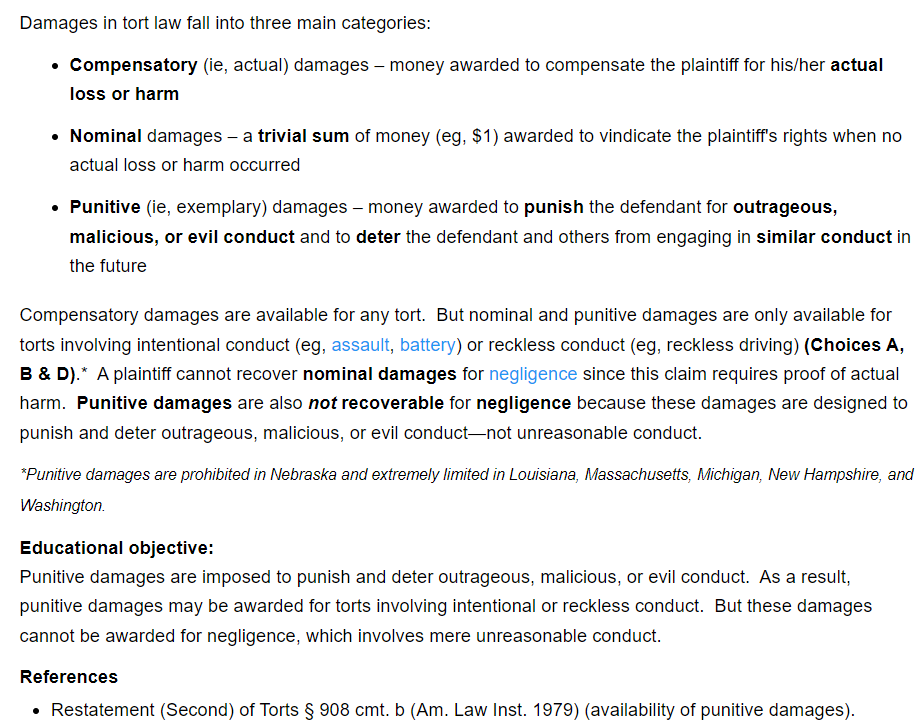 Damages in tort law fall into three main categories:
• Compensatory (ie, actual) damages – money awarded to compensate the plaintiff for his/her actual
loss or harm
• Nominal damages – a trivial sum of money (eg, $1) awarded to vindicate the plaintiff's rights when no
actual loss or harm occurred
• Punitive (ie, exemplary) damages – money awarded to punish the defendant for outrageous,
malicious, or evil conduct and to deter the defendant and others from engaging in similar conduct in
the future
Compensatory damages are available for any tort.  But nominal and punitive damages are only available for
torts involving intentional conduct (eg, assault, battery) or reckless conduct (eg, reckless driving) (Choices A,
B & D).*  A plaintiff cannot recover nominal damages for negligence since this claim requires proof of actual
harm.  Punitive damages are also not recoverable for negligence because these damages are designed to
punish and deter outrageous, malicious, or evil conduct—not unreasonable conduct.
*Punitive damages are prohibited in Nebraska and extremely limited in Louisiana, Massachusetts, Michigan, New Hampshire, and
Washington.
Educational objective:
Punitive damages are imposed to punish and deter outrageous, malicious, or evil conduct.  As a result,
punitive damages may be awarded for torts involving intentional or reckless conduct.  But these damages
cannot be awarded for negligence, which involves mere unreasonable conduct.
References
• Restatement (Second) of Torts § 908 cmt. b (Am. Law Inst. 1979) (availability of punitive damages).